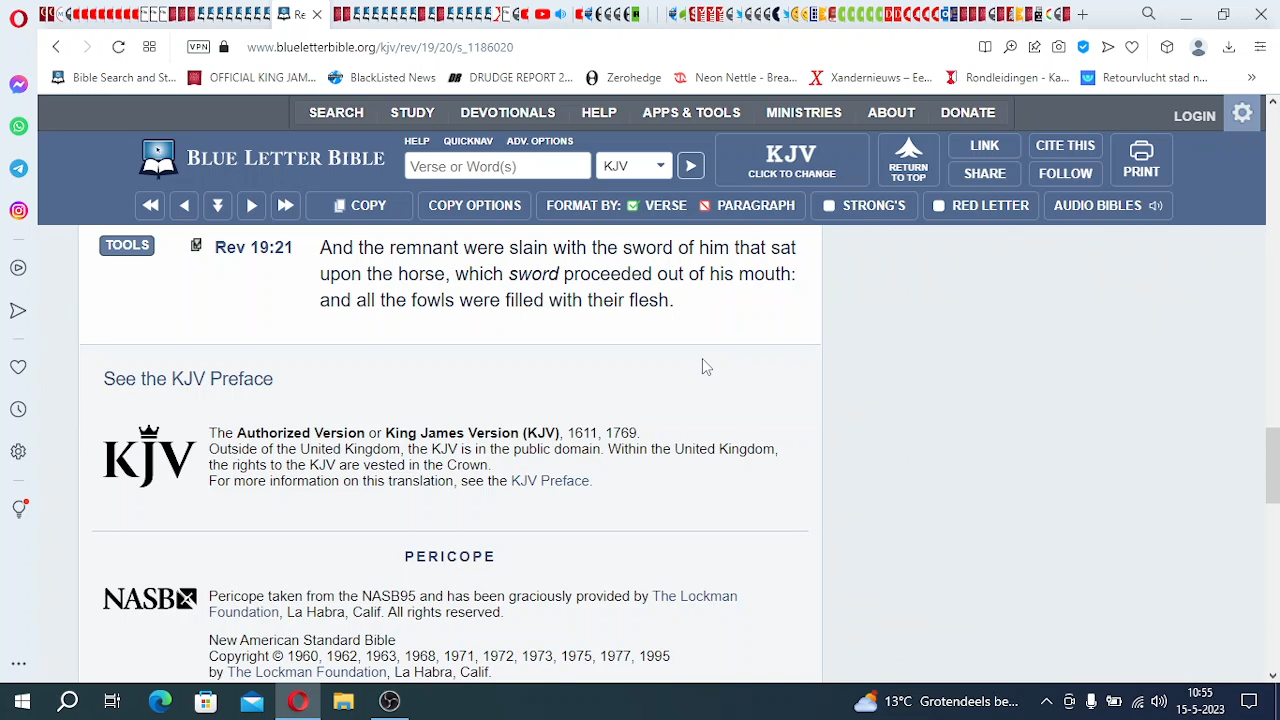 Re
VPN
www.blueletterbible.org/kjv/rev/19/20/s_1186020
Bible Search and St...
OFFICIAL KING JAM...
BlackListed News
DRUDGE REPORT 2...
Zerohedge
Neon Nettle - Brea...
Xandernieuws – Ee...
Rondleidingen - Ka...
Retourvlucht stad n...
SEARCH
STUDY
DEVOTIONALS
HELP
APPS & TOOLS
MINISTRIES
ABOUT
DONATE
LOGIN
BLUE LETTER BIBLE
HELP
QUICKNAV
ADV. OPTIONS
Verse or Word(s)
KJV
KJV
CLICK TO CHANGE
RETURN
TO TOP
LINK
CITE THIS
SHARE
FOLLOW
PRINT
COPY
COPY OPTIONS
FORMAT BY: VERSE PARAGRAPH
STRONG'S
RED LETTER
AUDIO BIBLES
TOOLS
Rev 19:21
And the remnant were slain with the sword of him that sat
upon the horse, which sword proceeded out of his mouth:
and all the fowls were filled with their flesh.
See the KJV Preface
KJV
The Authorized Version or King James Version (KJV), 1611, 1769.
Outside of the United Kingdom, the KJV is in the public domain. Within the United Kingdom,
the rights to the KJV are vested in the Crown.
For more information on this translation, see the KJV Preface.
PERICOPE
NASB
Pericope taken from the NASB95 and has been graciously provided by The Lockman
Foundation, La Habra, Calif. All rights reserved.
New American Standard Bible
Copyright © 1960, 1962, 1963, 1968, 1971, 1972, 1973, 1975, 1977, 1995
by The Lockman Foundation, La Habra, Calif.
13°C Grotendeels be...
10:55
15-5-2023